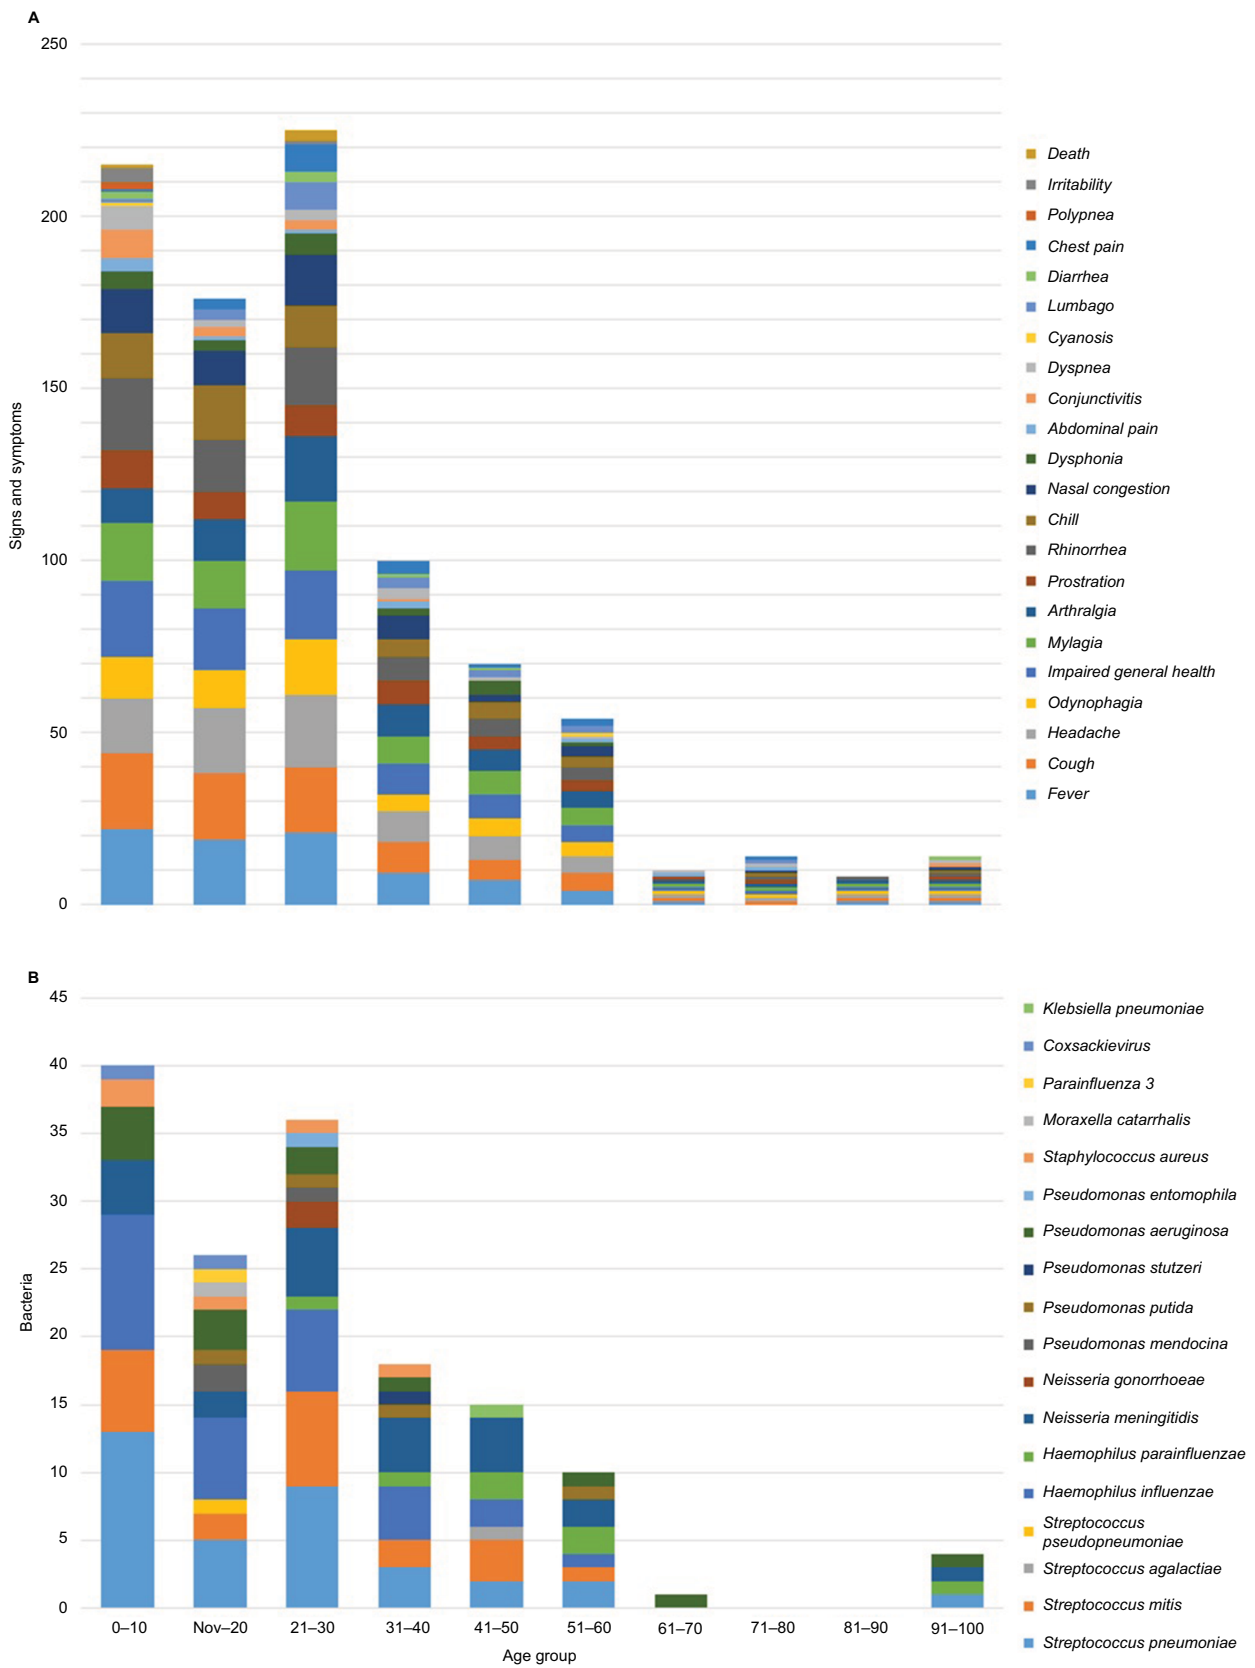 A
250
200
150
100
50
0
Signs and symptoms
Death
Irritability
Polypnea
Chest pain
Diarrhea
Lumbago
Cyanosis
Dyspnea
Conjunctivitis
Abdominal pain
Dysphonia
Nasal congestion
Chill
Rhinorrhea
Prostration
Arthralgia
Mylagia
Impaired general health
Odynophagia
Headache
Cough
Fever
B
45
40
35
30
25
20
15
10
5
0
Bacteria
0–10 Nov–20 21–30 31–40 41–50 51–60 61–70 71–80 81–90 91–100
Age group
Klebsiella pneumoniae
Coxsackievirus
Parainfluenza 3
Moraxella catarrhalis
Staphylococcus aureus
Pseudomonas entomophila
Pseudomonas aeruginosa
Pseudomonas stutzeri
Pseudomonas putida
Pseudomonas mendocina
Neisseria gonorrhoeae
Neisseria meningitidis
Haemophilus parainfluenzae
Haemophilus influenzae
Streptococcus
pseudopneumoniae
Streptococcus agalactiae
Streptococcus mitis
Streptococcus pneumoniae